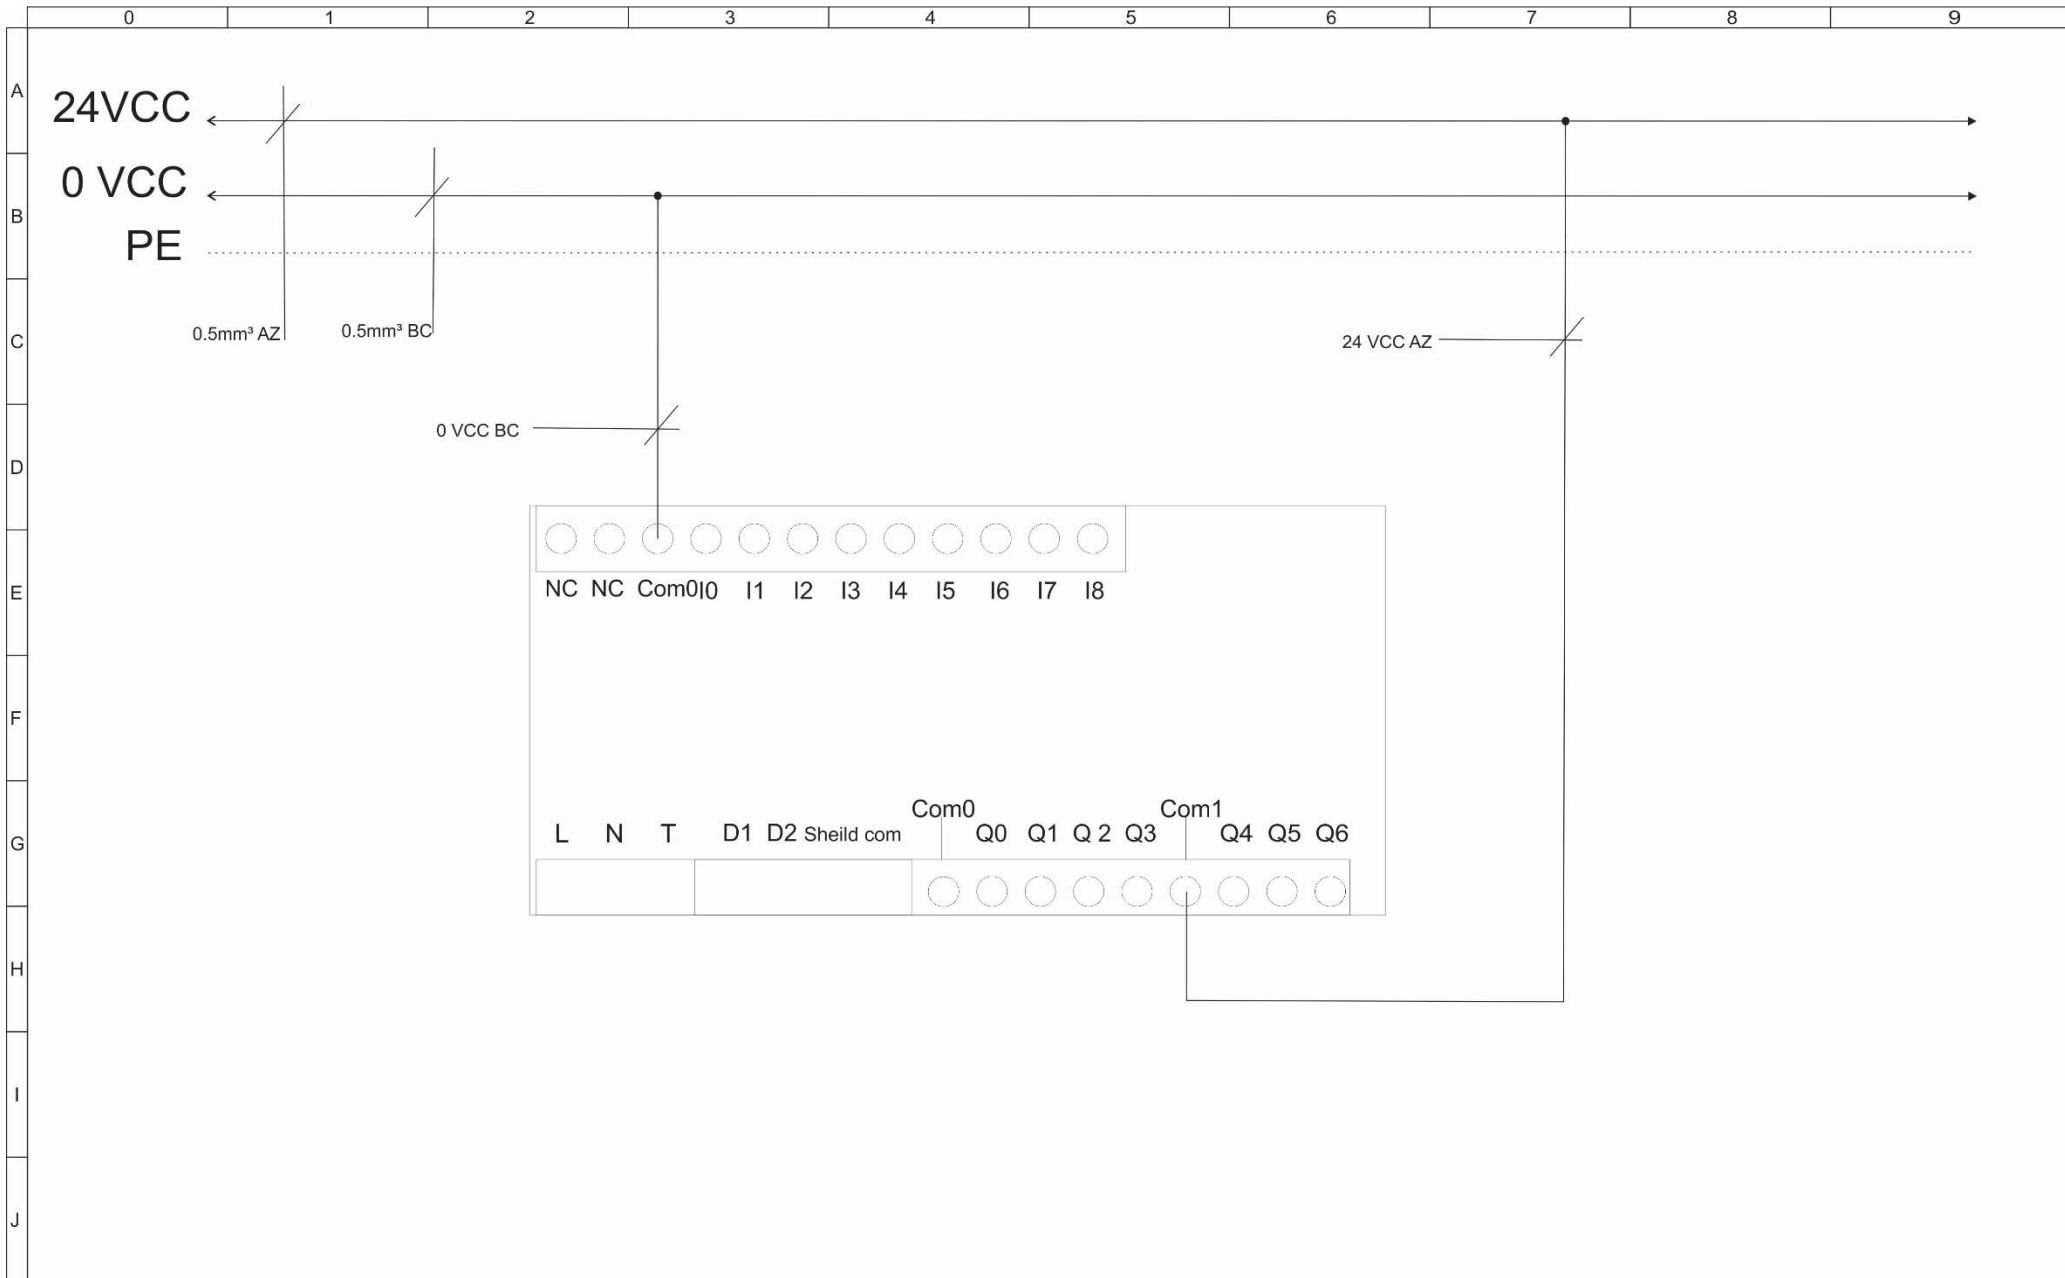 0 1 2 3 4 5 6 7 8 9
A
24VCC
0 VCC
B
PE
0.5mm³ AZ 0.5mm³ BC
C
24 VCC AZ
0 VCC BC
D
E
NC NC Com0 I0 I1 I2 I3 I4 I5 I6 I7 I8
F
Com0 Com1
G
L N T D1 D2 Sheild com Q0 Q1 Q 2 Q3 Q4 Q5 Q6
H
I
J